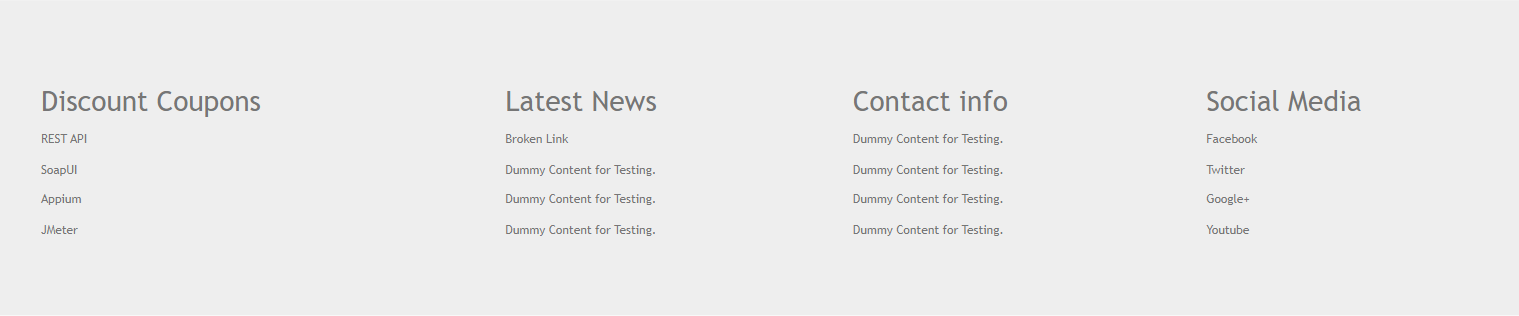 Discount Coupons
REST API
SoapUI
Appium
JMeter
Latest News
Broken Link
Dummy Content for Testing.
Dummy Content for Testing.
Dummy Content for Testing.
Contact info
Dummy Content for Testing.
Dummy Content for Testing.
Dummy Content for Testing.
Dummy Content for Testing.
Social Media
Facebook
Twitter
Google+
Youtube